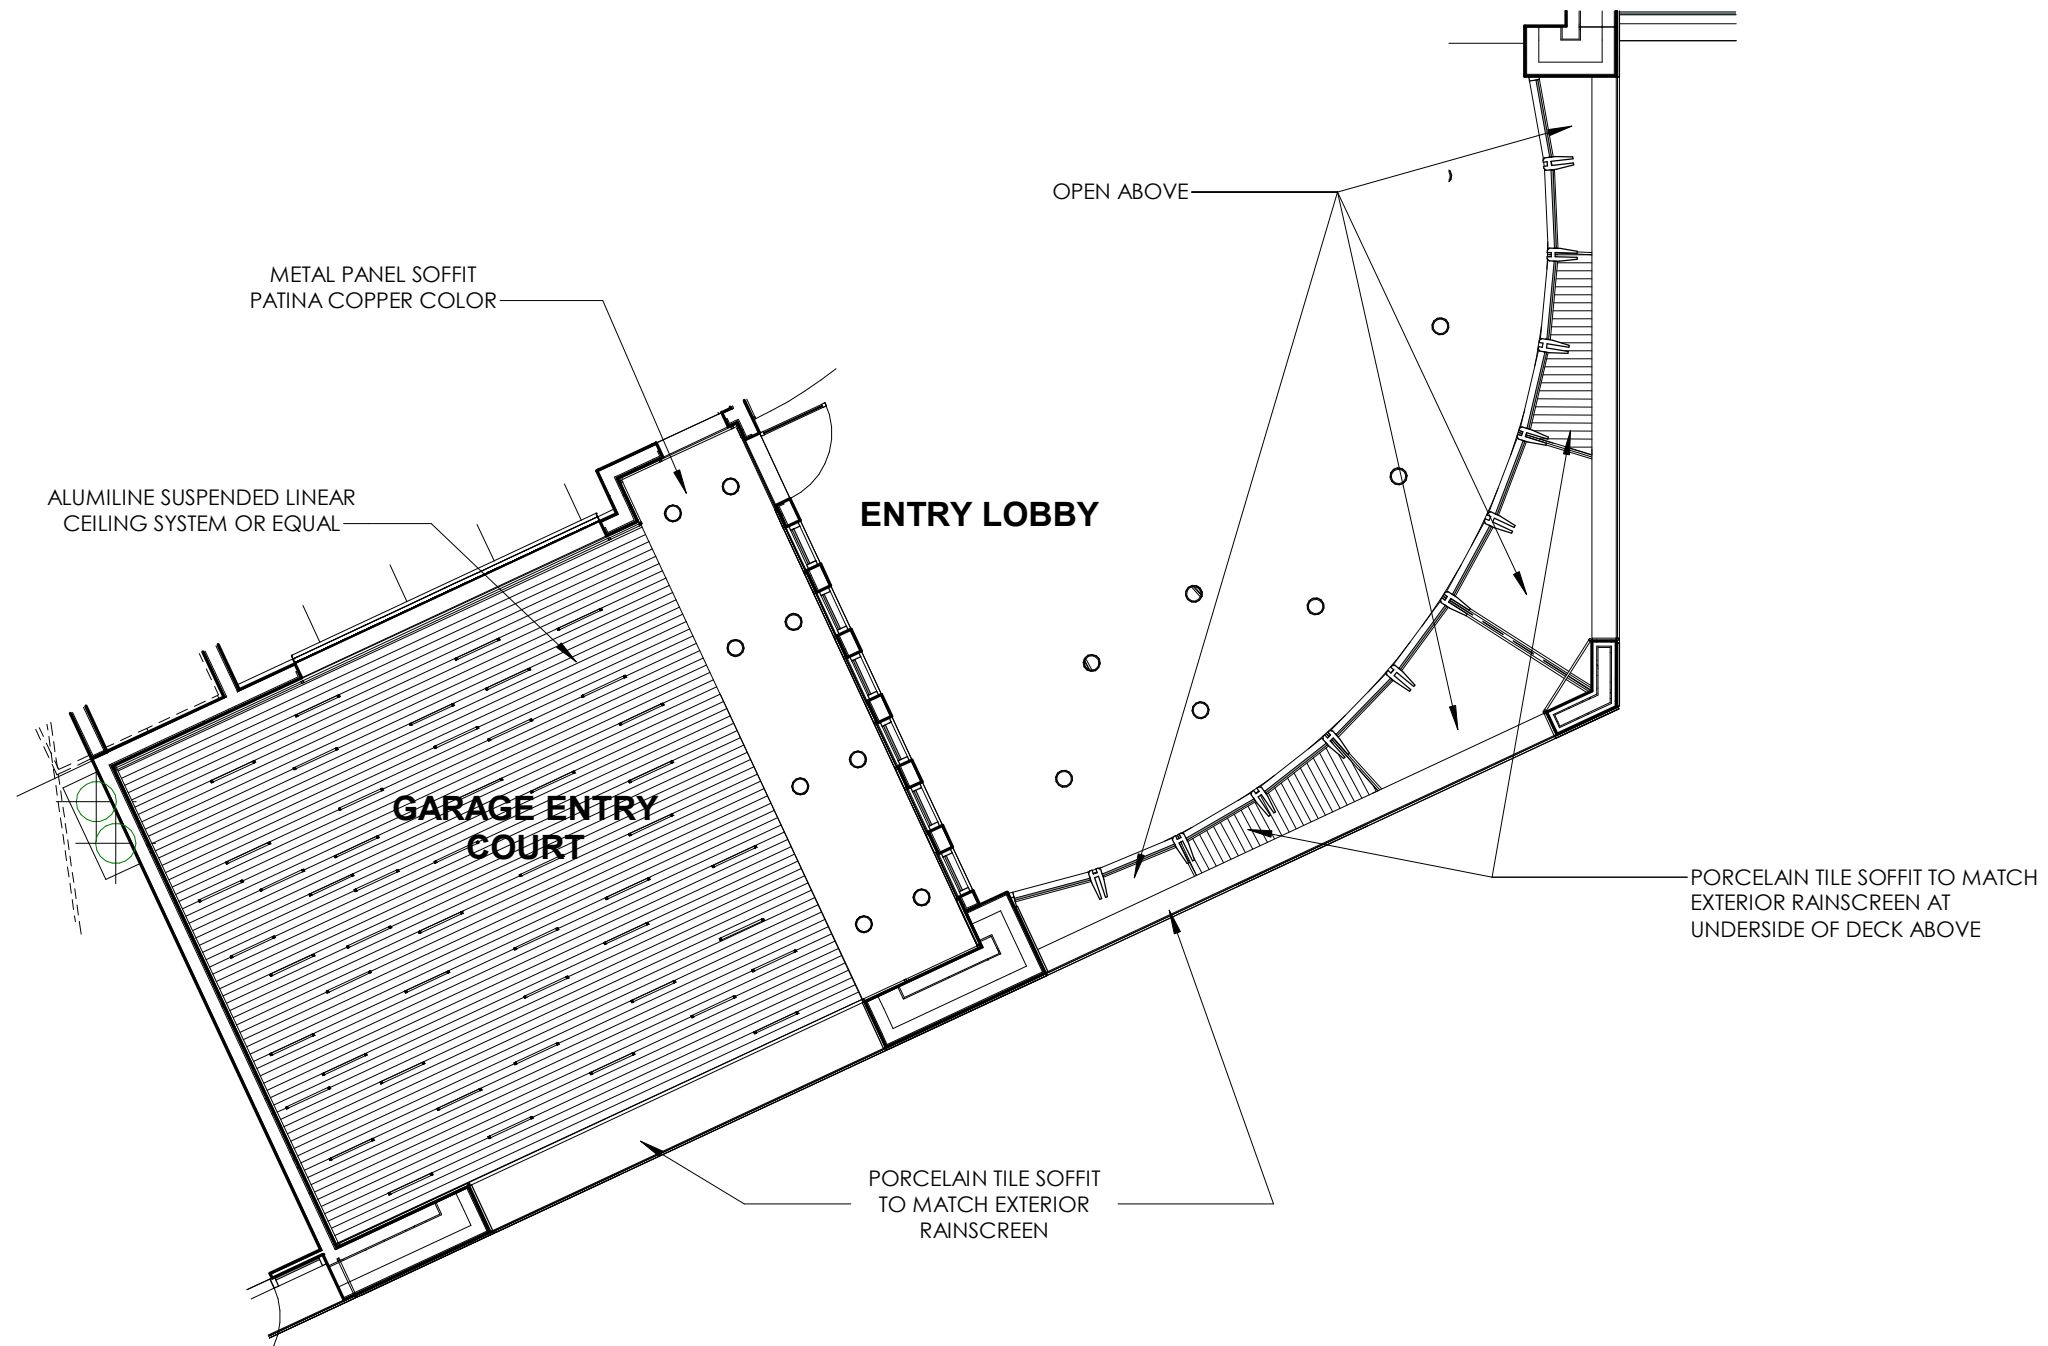 OPEN ABOVE
METAL PANEL SOFFIT
PATINA COPPER COLOR
ALUMILINE SUSPENDED LINEAR
CEILING SYSTEM OR EQUAL
ENTRY LOBBY
GARAGE ENTRY
COURT
PORCELAIN TILE SOFFIT TO MATCH
EXTERIOR RAINSCREEN AT
UNDERSIDE OF DECK ABOVE
PORCELAIN TILE SOFFIT
TO MATCH EXTERIOR
RAINSCREEN